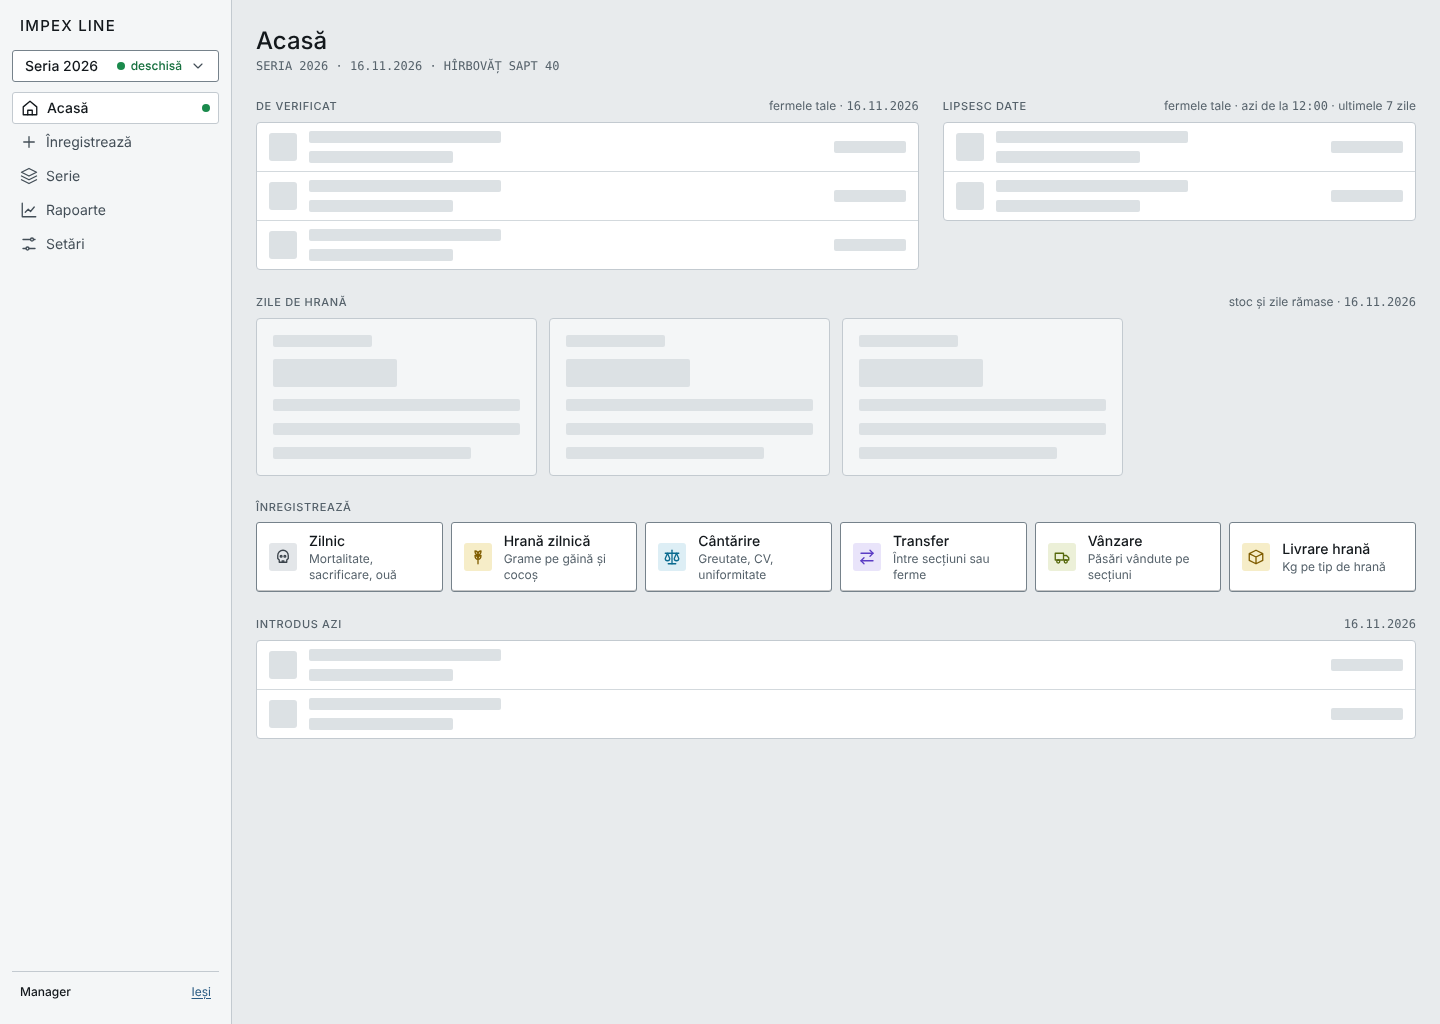 IMPEX LINE
Seria 2026 deschisă
Acasă
Înregistrează
Serie
Rapoarte
Setări
Manager Ieși
Acasă
SERIA 2026 · 16.11.2026 · HÎRBOVĂȚ SAPT 40
DE VERIFICAT fermele tale · 16.11.2026
LIPSESC DATE fermele tale · azi de la 12:00 · ultimele 7 zile
ZILE DE HRANĂ stoc și zile rămase · 16.11.2026
ÎNREGISTREAZĂ
Zilnic
Mortalitate,
sacrificare, ouă
Hrană zilnică
Grame pe găină și
cocoș
Cântărire
Greutate, CV,
uniformitate
Transfer
Între secțiuni sau
ferme
Vânzare
Păsări vândute pe
secțiuni
Livrare hrană
Kg pe tip de hrană
INTRODUS AZI 16.11.2026